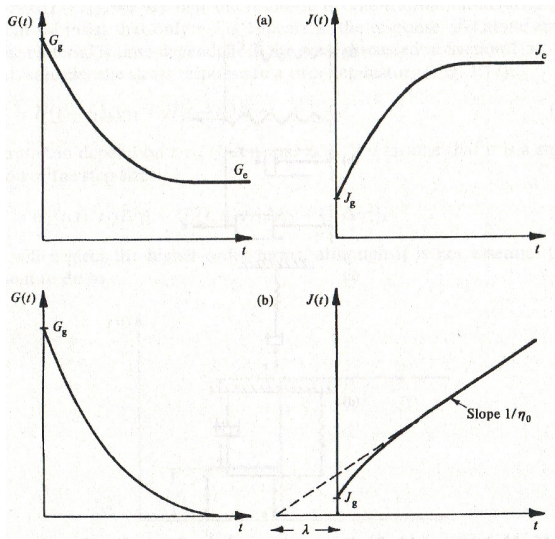 G(t)
(a)
J(t)
G_g
J_e
G_e
J_g
t
t
G(t)
(b)
J(t)
G_g
Slope 1/η_0
J_g
t
λ
t